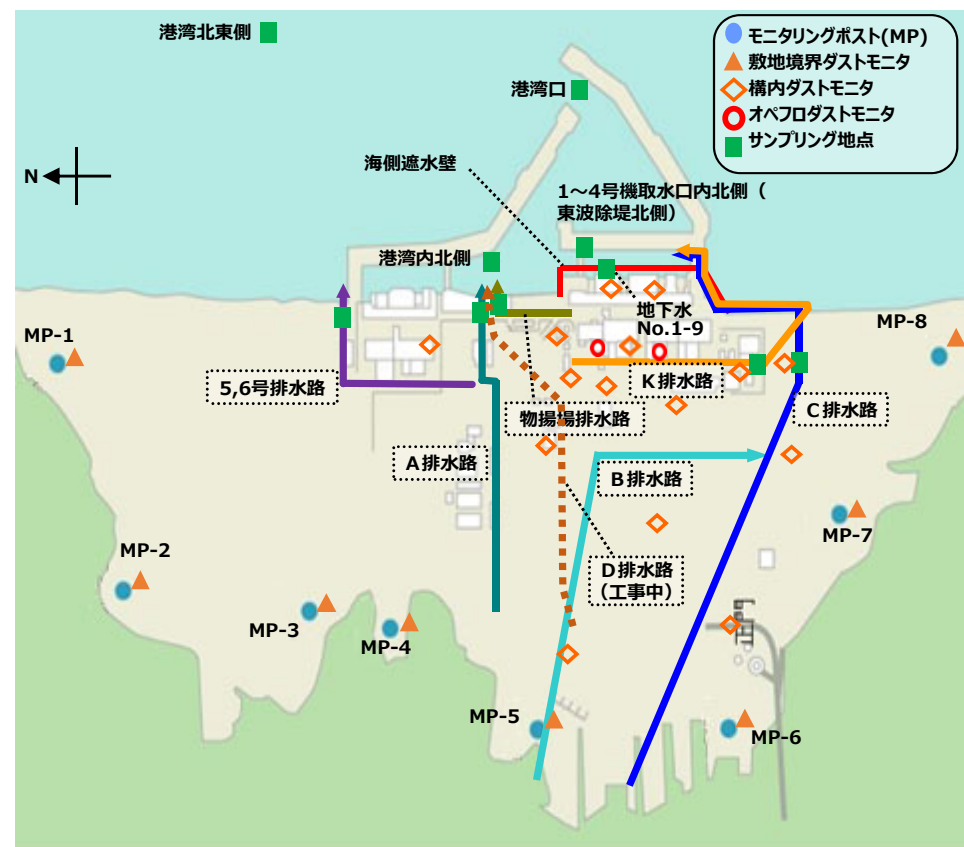 港湾北東側
モニタリングポスト(MP)
敷地境界ダストモニタ
構内ダストモニタ
オペフロダストモニタ
サンプリング地点
港湾口
海側遮水壁
N
1～4号機取水口内北側（
東波除堤北側）
港湾内北側
地下水
No.1-9
MP-1
MP-8
5,6号排水路
K排水路
物揚場排水路
C排水路
A排水路
B排水路
MP-7
MP-2
D排水路
（工事中）
MP-3
MP-4
正門
MP-5
MP-6